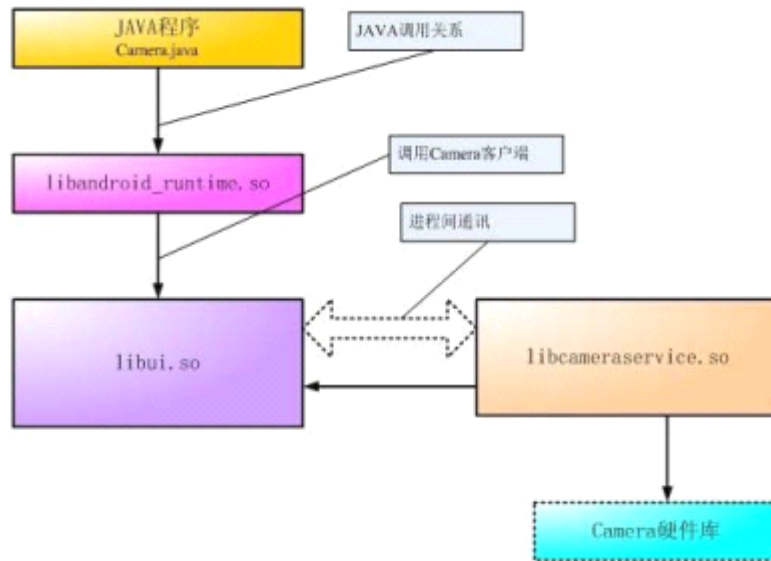 JAVA程序
Camera.java
JAVA调用关系
libandroid_runtime.so
调用Camera客户端
进程间通讯
libui.so
libcameraservice.so
Camera硬件库